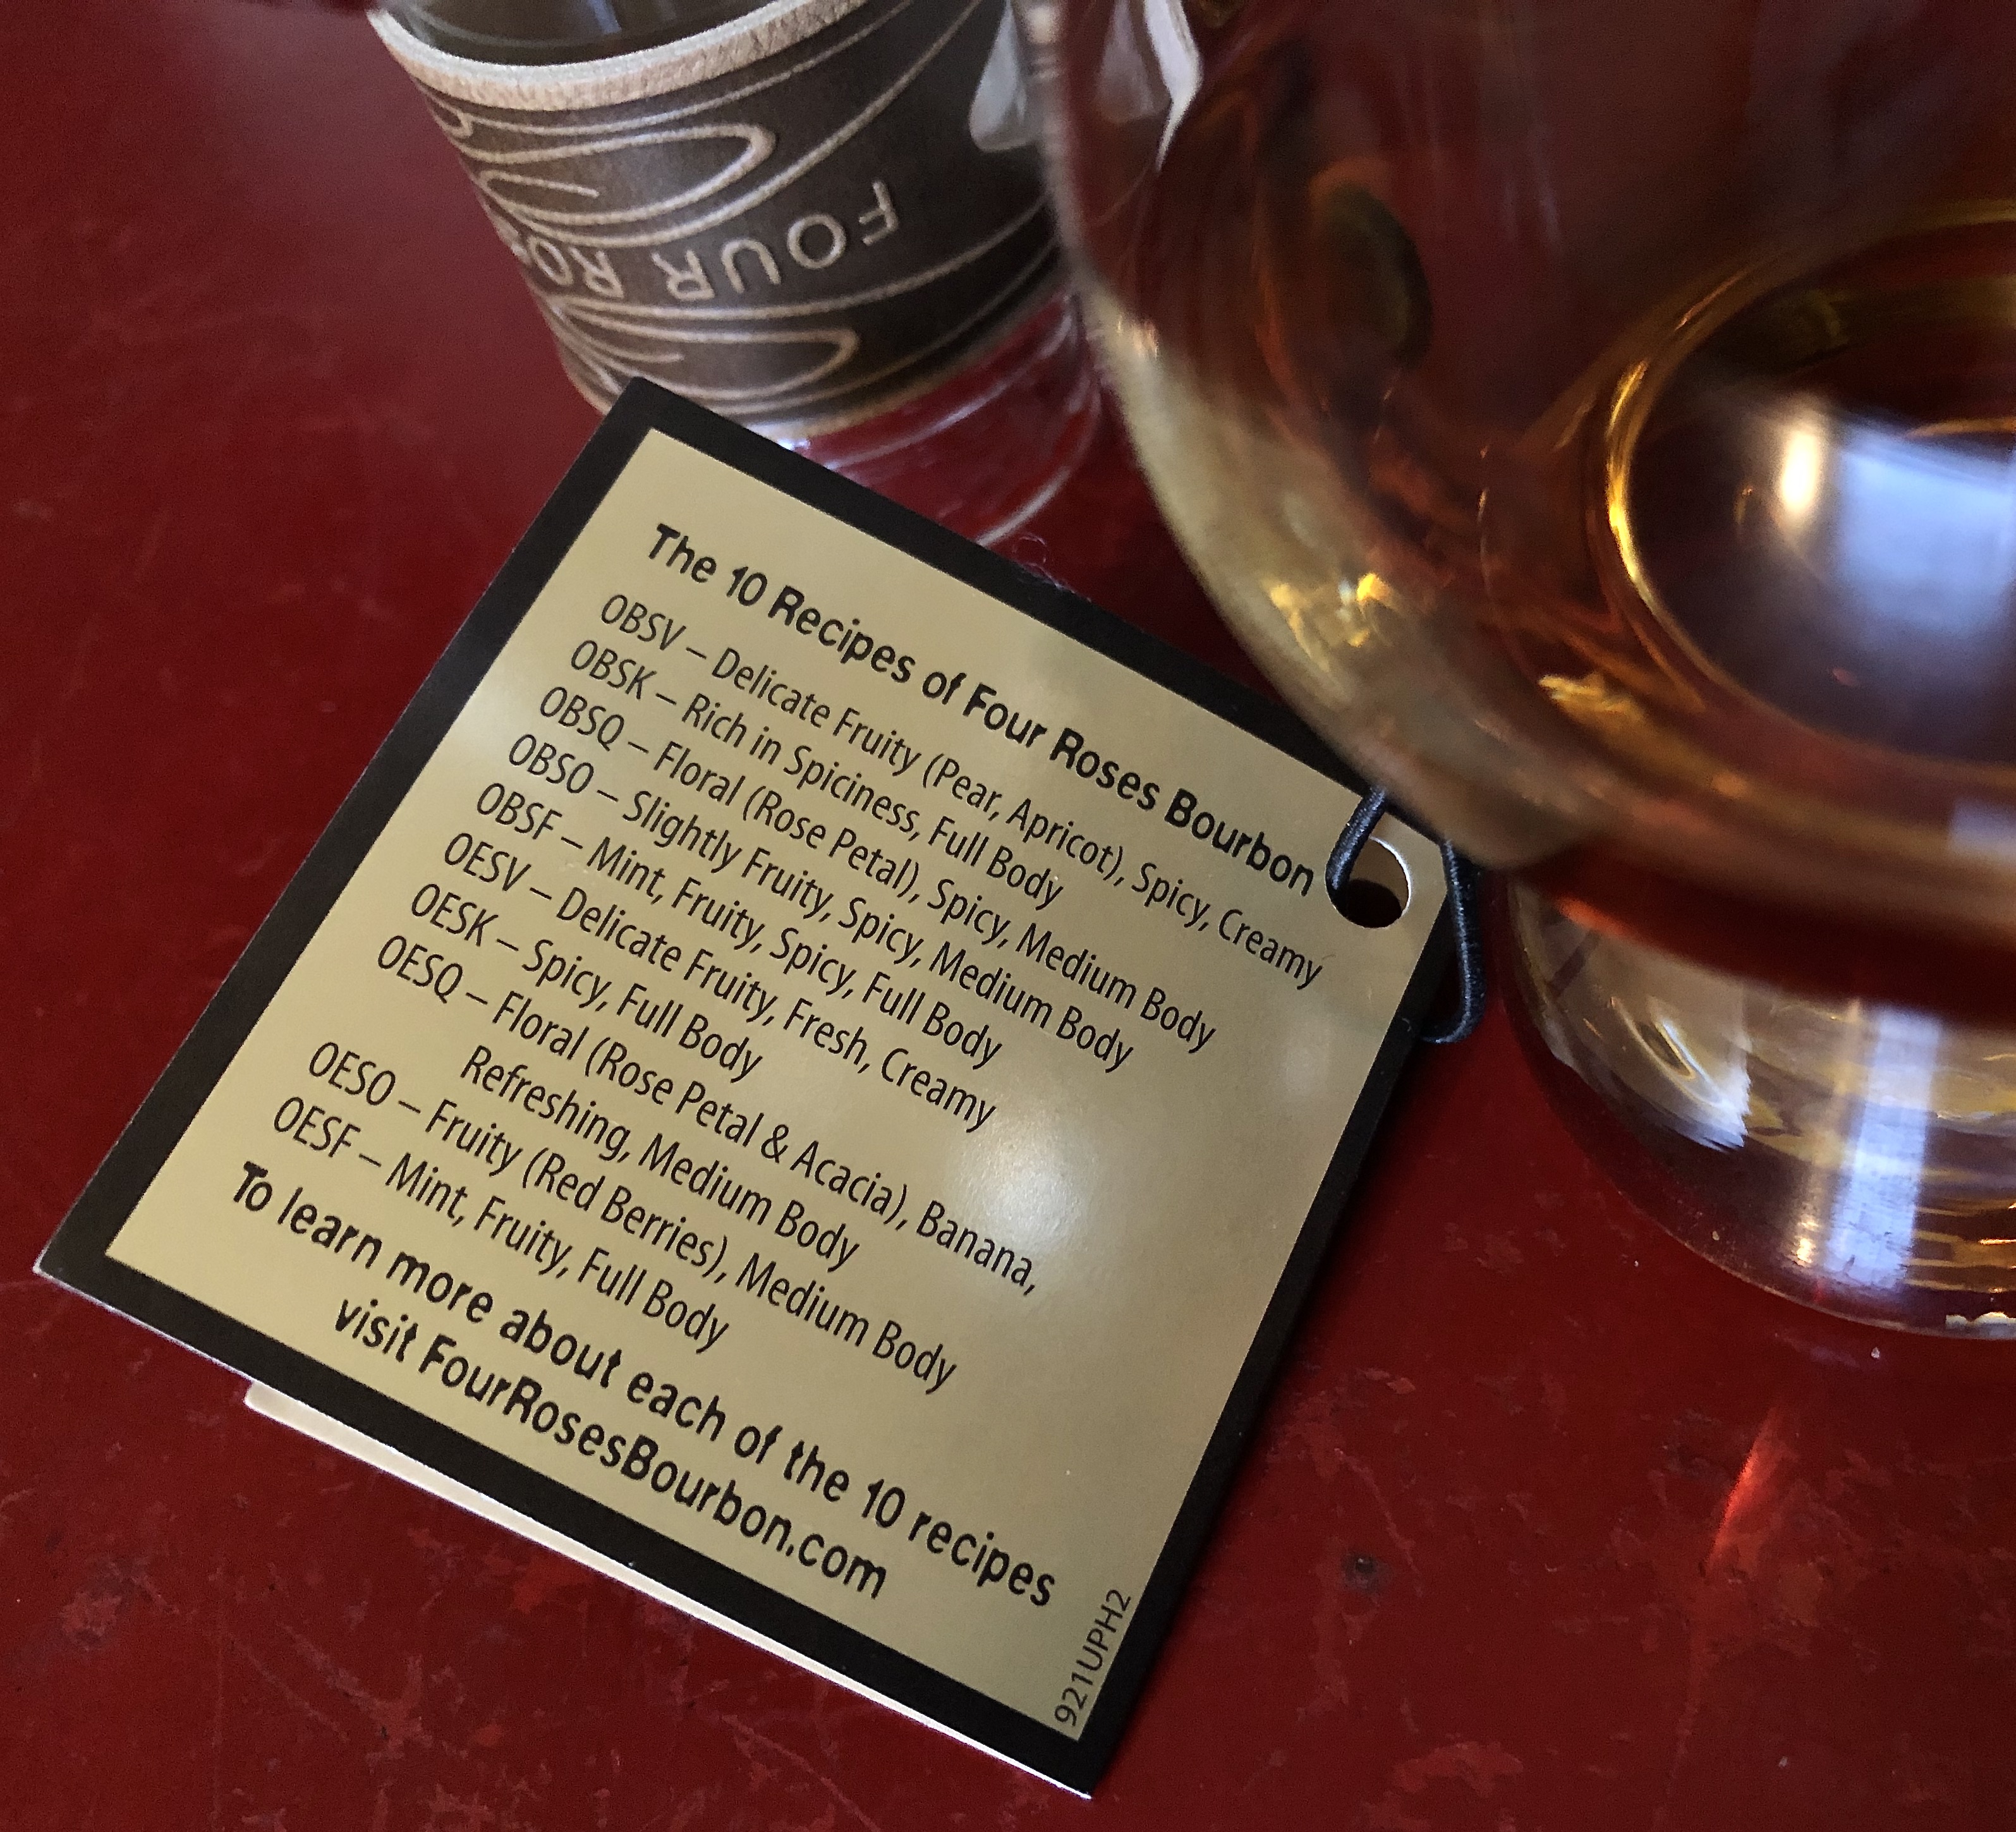 FOUR RO
The 10 Recipes of Four Roses Bourbon
OBSV – Delicate Fruity (Pear, Apricot), Spicy, Creamy
OBSK – Rich in Spiciness, Full Body
OBSQ – Floral (Rose Petal), Spicy, Medium Body
OBSO – Slightly Fruity, Spicy, Medium Body
OBSF – Mint, Fruity, Spicy, Full Body
OESV – Delicate Fruity, Fresh, Creamy
OESK – Spicy, Full Body
OESQ – Floral (Rose Petal & Acacia), Banana,
Refreshing, Medium Body
OESO – Fruity (Red Berries), Medium Body
OESF – Mint, Fruity, Full Body
To learn more about each of the 10 recipes
visit FourRosesBourbon.com
921UPH2